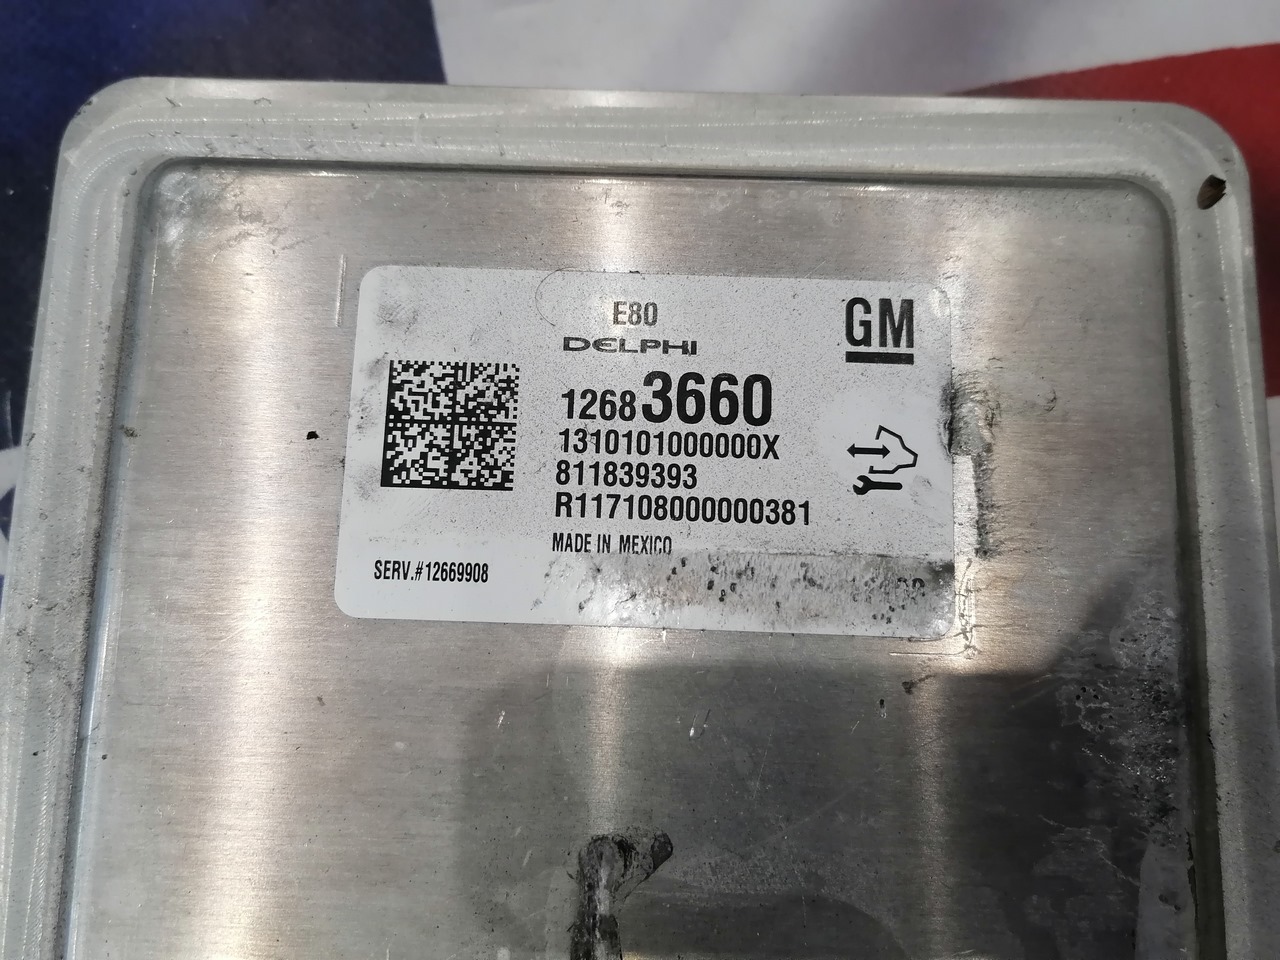 E80
DELPHI
GM
12683660
1310101000000X
811839393
R117108000000381
MADE IN MEXICO
SERV.#12669908